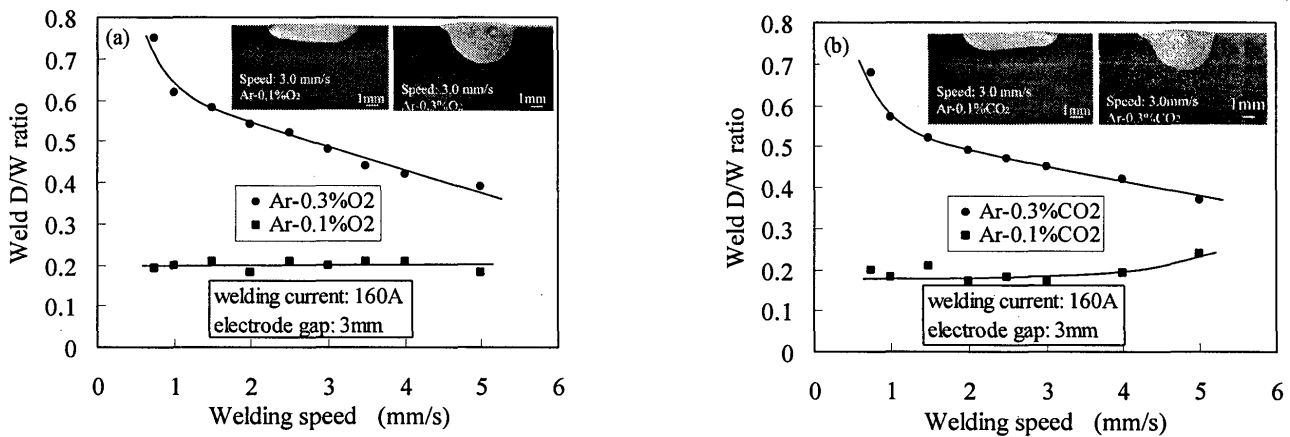 (a)
Speed: 3.0 mm/s
Ar-0.1%O2
1mm
Speed: 3.0 mm/s
Ar-0.3%O2
1mm
0.8
0.7
0.6
0.5
0.4
0.3
0.2
0.1
0
Weld D/W ratio
Ar-0.3%O2
Ar-0.1%O2
welding current: 160A
electrode gap: 3mm
0 1 2 3 4 5 6
Welding speed (mm/s)
(b)
Speed: 3.0 mm/s
Ar-0.1%CO2
1mm
Speed: 3.0mm/s
Ar-0.3%CO2
1mm
0.8
0.7
0.6
0.5
0.4
0.3
0.2
0.1
0
Weld D/W ratio
Ar-0.3%CO2
Ar-0.1%CO2
welding current: 160A
electrode gap: 3mm
0 1 2 3 4 5 6
Welding speed (mm/s)